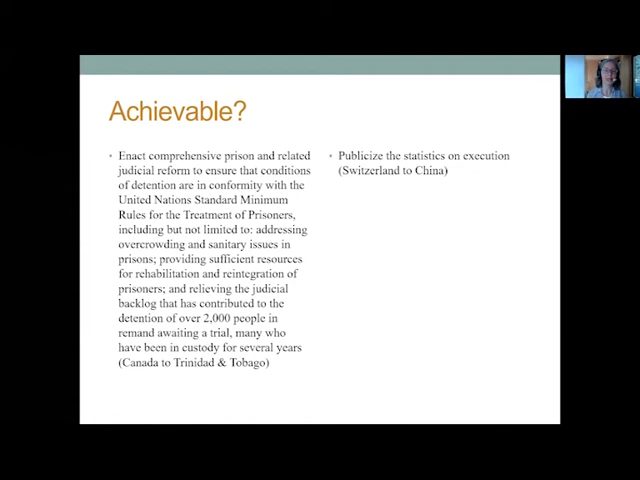 Achievable?
• Enact comprehensive prison and related
judicial reform to ensure that conditions
of detention are in conformity with the
United Nations Standard Minimum
Rules for the Treatment of Prisoners,
including but not limited to: addressing
overcrowding and sanitary issues in
prisons; providing sufficient resources
for rehabilitation and reintegration of
prisoners; and relieving the judicial
backlog that has contributed to the
detention of over 2,000 people in
remand awaiting a trial, many who
have been in custody for several years
(Canada to Trinidad & Tobago)
• Publicize the statistics on execution
(Switzerland to China)